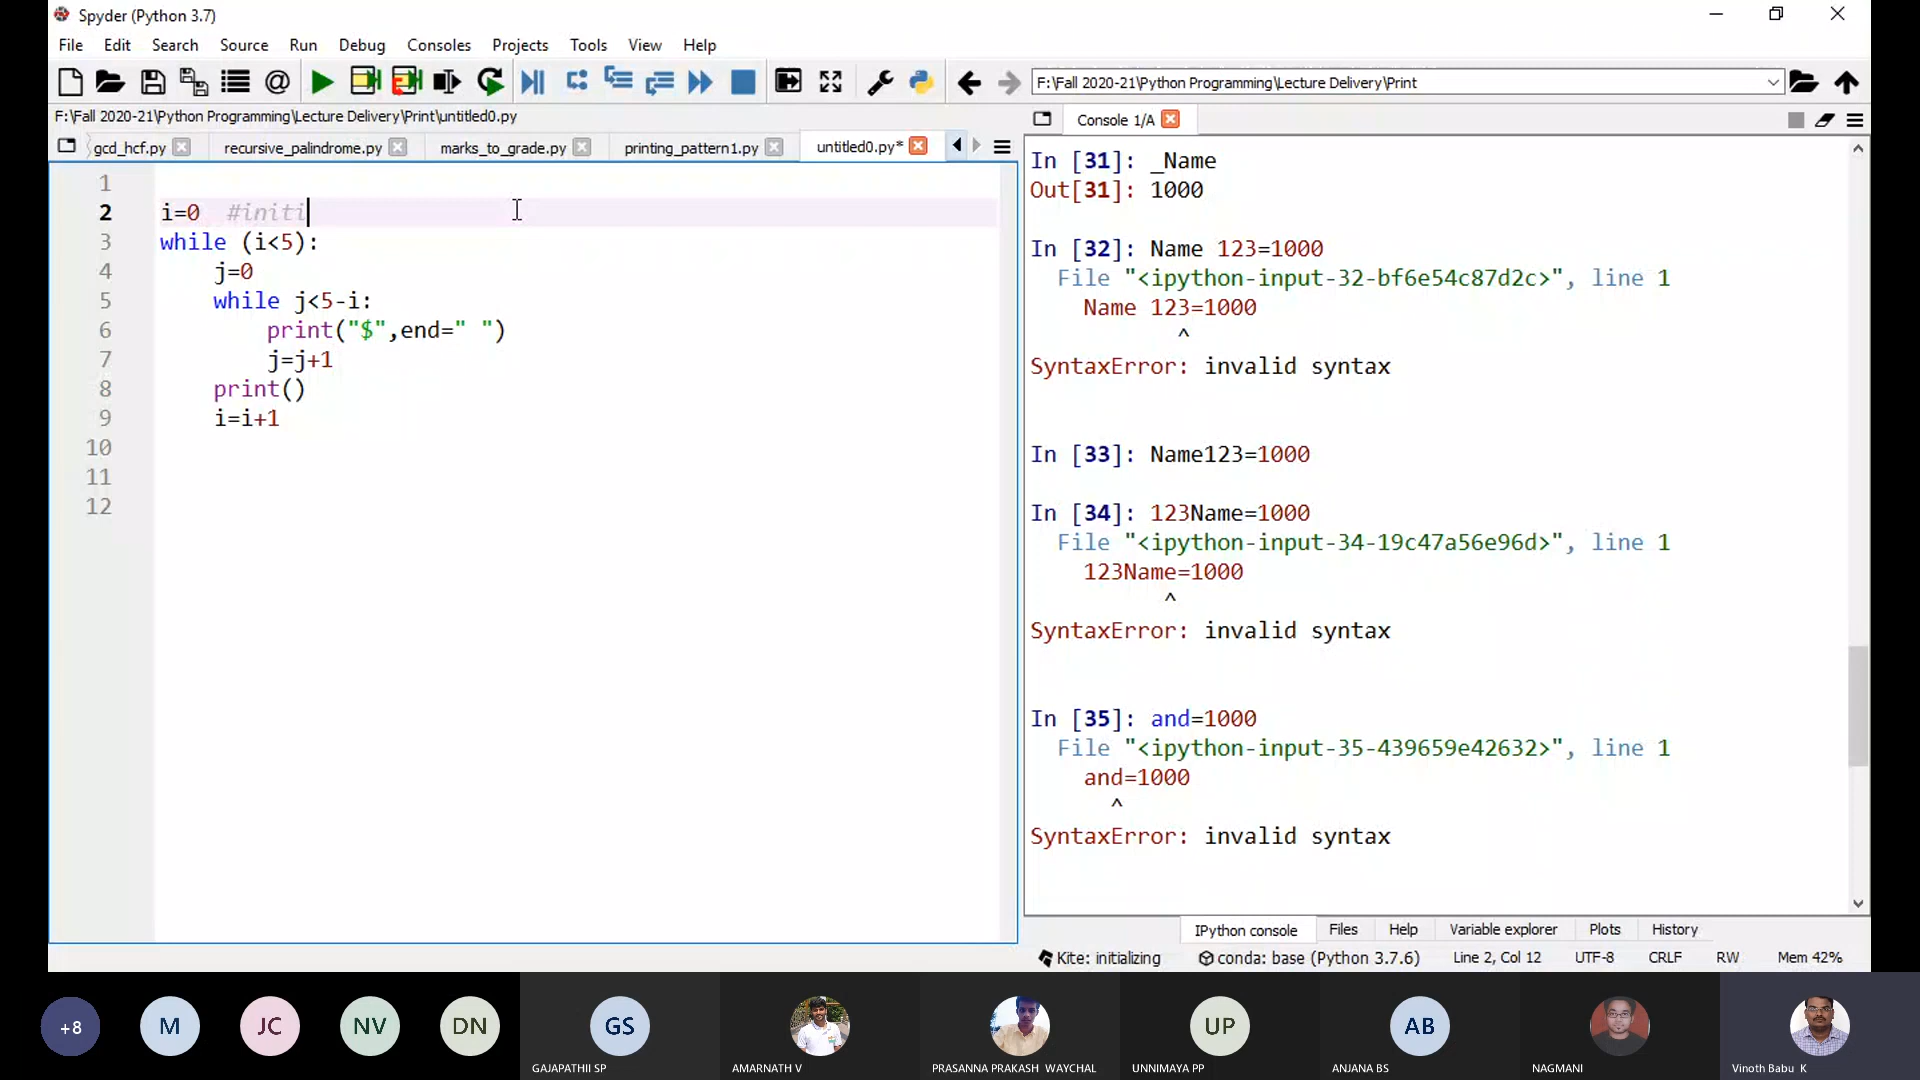 Spyder (Python 3.7)
File Edit Search Source Run Debug Consoles Projects Tools View Help
F:\Fall 2020-21\Python Programming\Lecture Delivery\Print
F:\Fall 2020-21\Python Programming\Lecture Delivery\Print\untitled0.py
gcd_hcf.py recursive_palindrome.py marks_to_grade.py printing_pattern1.py untitled0.py*
1
2 i=0  #initi
3 while (i<5):
4     j=0
5     while j<5-i:
6         print("$",end=" ")
7         j=j+1
8     print()
9     i=i+1
10
11
12
Console 1/A
In [31]: _Name
Out[31]: 1000
In [32]: Name 123=1000
File "<ipython-input-32-bf6e54c87d2c>", line 1
Name 123=1000
^
SyntaxError: invalid syntax
In [33]: Name123=1000
In [34]: 123Name=1000
File "<ipython-input-34-19c47a56e96d>", line 1
123Name=1000
^
SyntaxError: invalid syntax
In [35]: and=1000
File "<ipython-input-35-439659e42632>", line 1
and=1000
^
SyntaxError: invalid syntax
IPython console Files Help Variable explorer Plots History
Kite: initializing conda: base (Python 3.7.6) Line 2, Col 12 UTF-8 CRLF RW Mem 42%
+8 M JC NV DN GS UP AB
GAJAPATHII SP AMARNATH V PRASANNA PRAKASH WAYCHAL UNNIMAYA PP ANJANA BS NAGMANI Vinoth Babu K